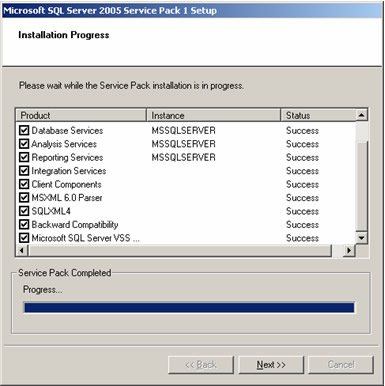 Microsoft SQL Server 2005 Service Pack 1 Setup
Installation Progress
Please wait while the Service Pack installation is in progress.
Product Instance Status
Database Services MSSQLSERVER Success
Analysis Services MSSQLSERVER Success
Reporting Services MSSQLSERVER Success
Integration Services Success
Client Components Success
MSXML 6.0 Parser Success
SQLXML4 Success
Backward Compatibility Success
Microsoft SQL Server VSS ... Success
Service Pack Completed
Progress...
<< Back Next >> Cancel